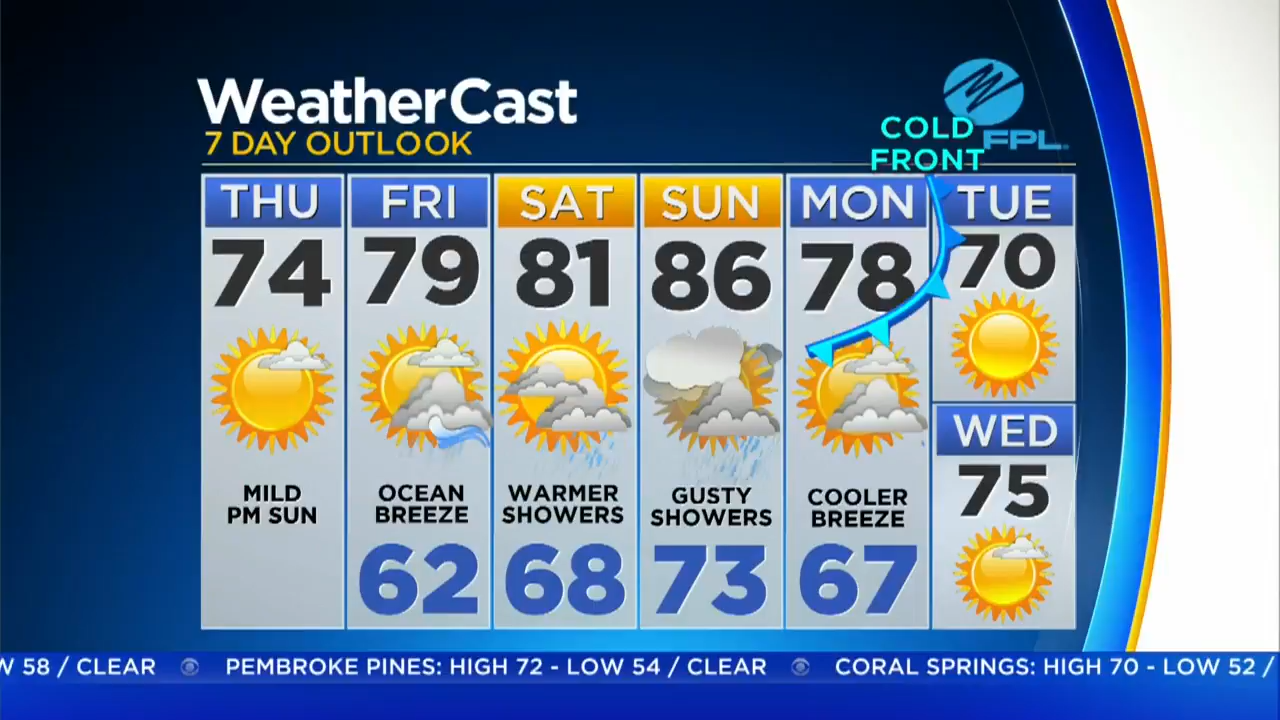 WeatherCast
7 DAY OUTLOOK
COLD
FRONT
FPL
THU
74
MILD
PM SUN
FRI
79
OCEAN
BREEZE
62
SAT
81
WARMER
SHOWERS
68
SUN
86
GUSTY
SHOWERS
73
MON
78
COOLER
BREEZE
67
TUE
70
WED
75
W 58 / CLEAR PEMBROKE PINES: HIGH 72 - LOW 54 / CLEAR CORAL SPRINGS: HIGH 70 - LOW 52 /